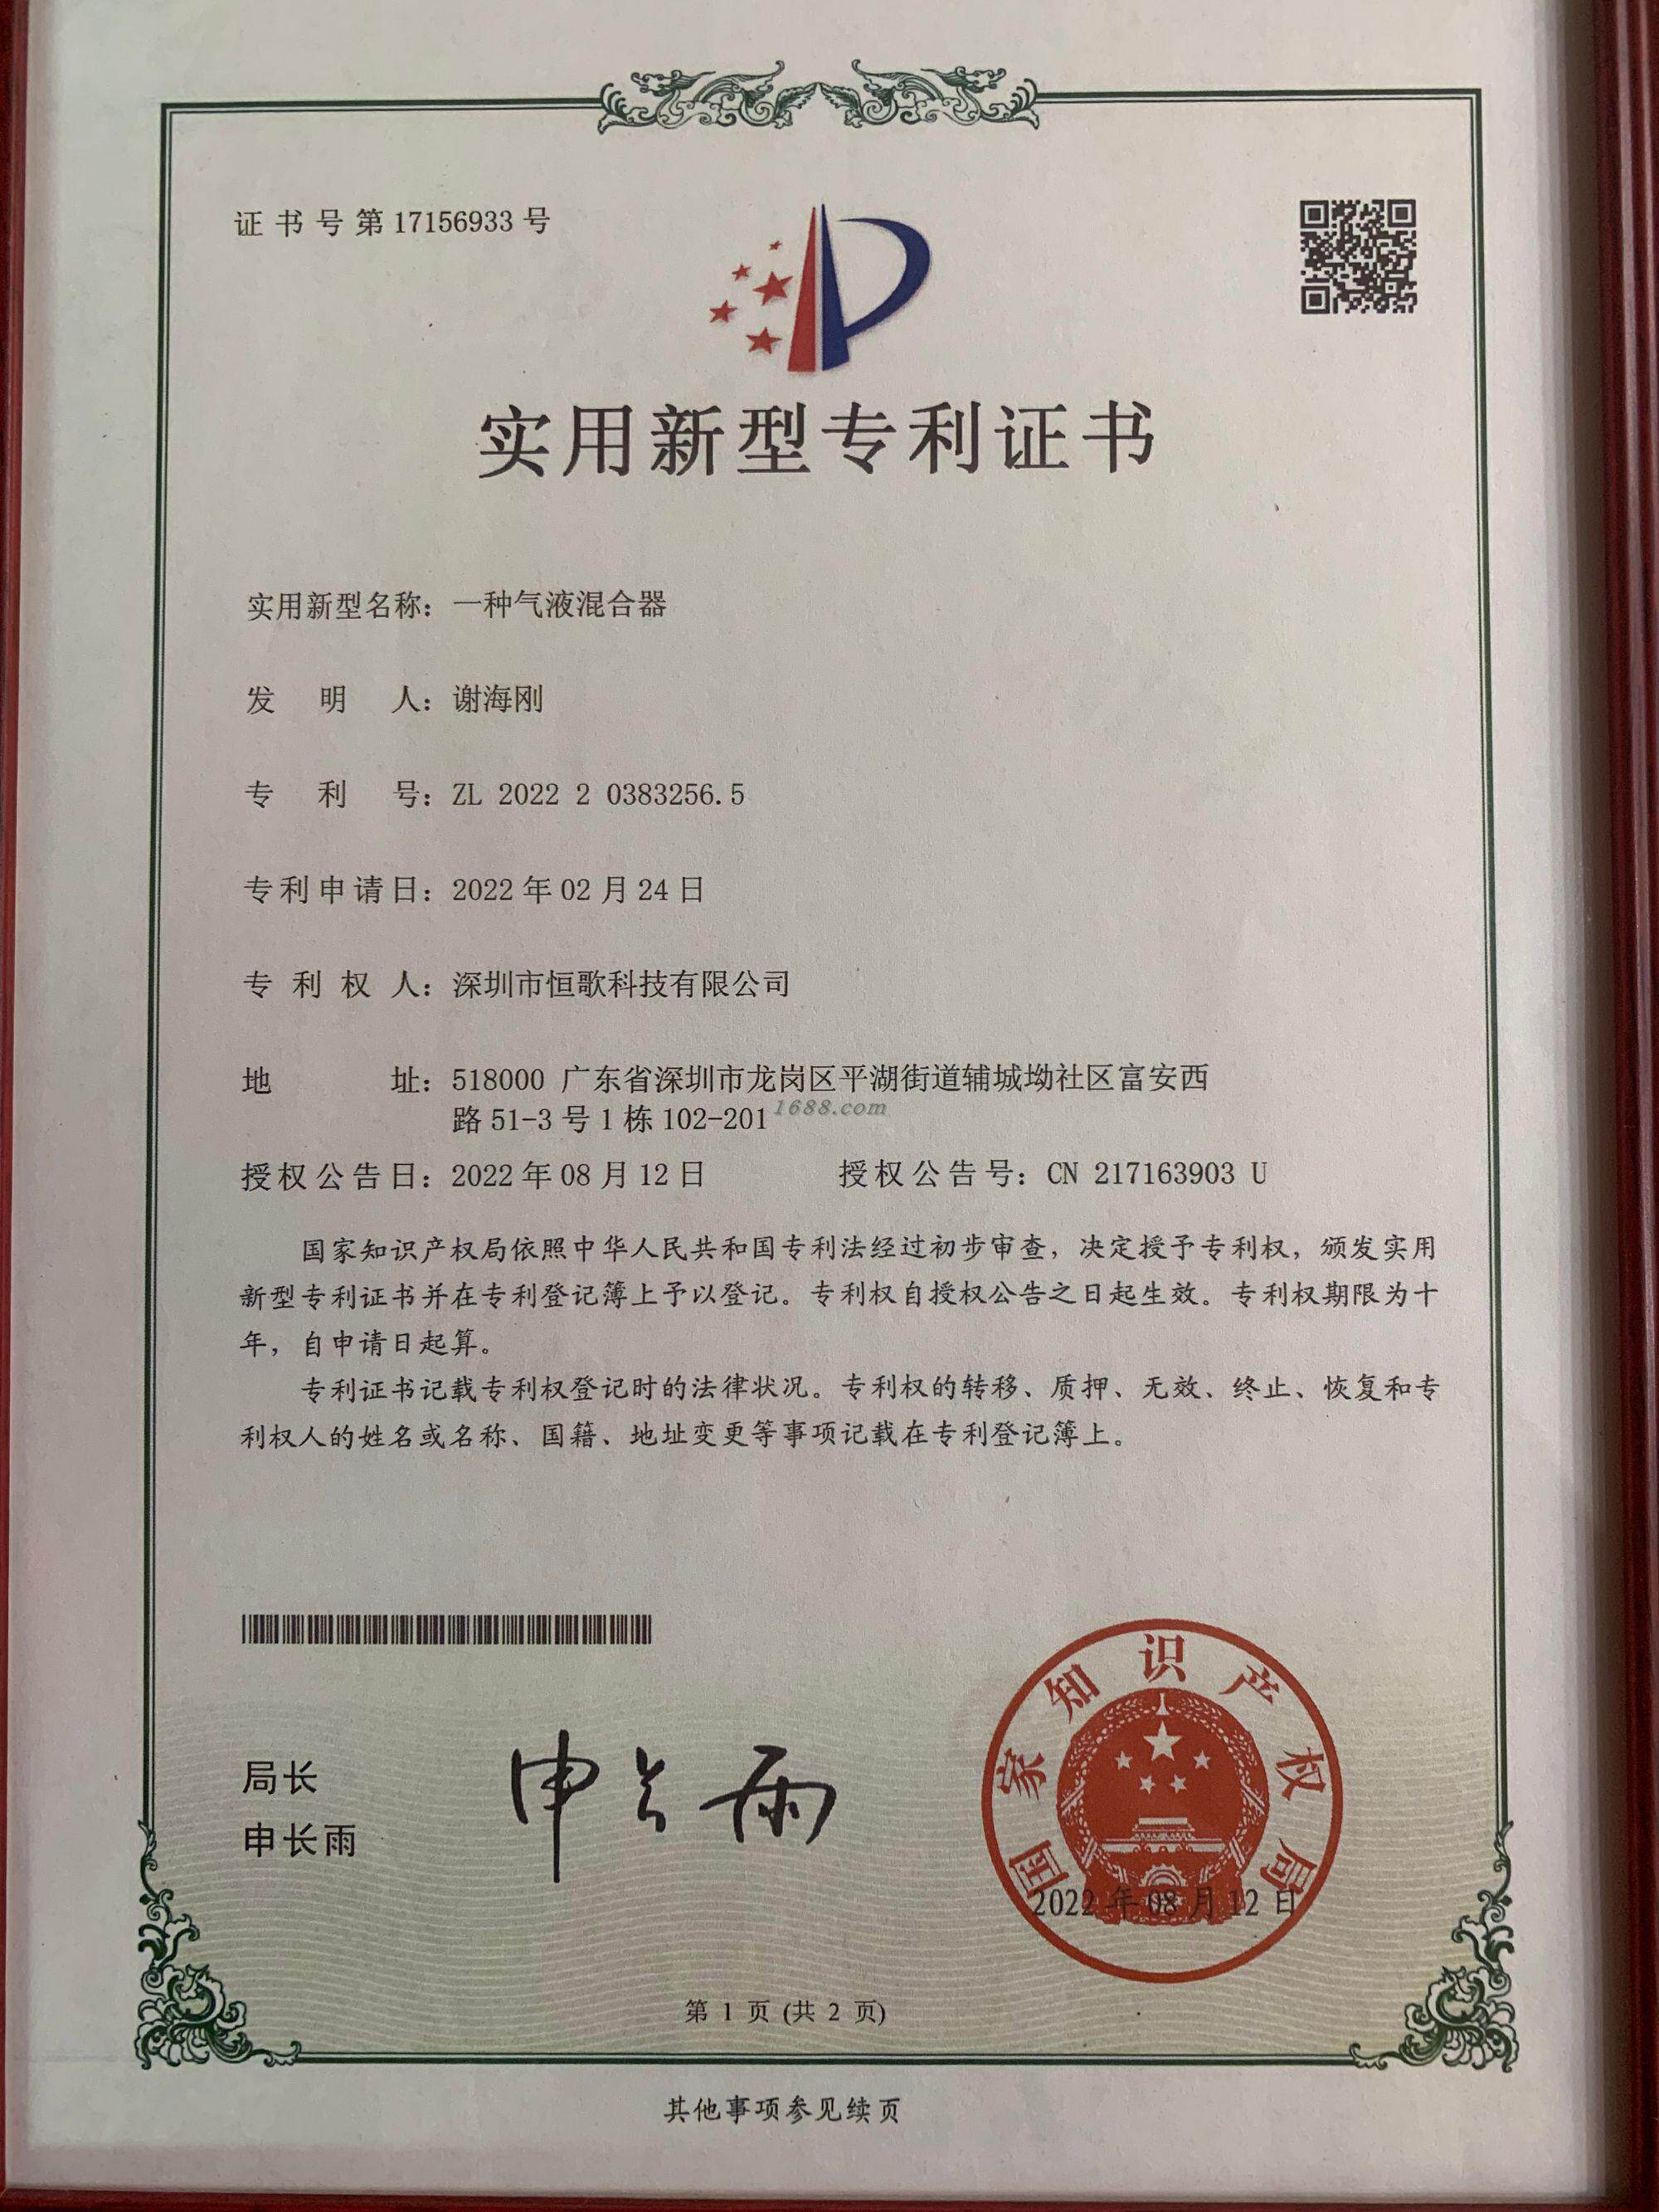 证书号第17156933号
实用新型专利证书
实用新型名称：一种气液混合器
发明人：谢海刚
专利号：ZL 2022 2 0383256.5
专利申请日：2022年02月24日
专利权人：深圳市恒歌科技有限公司
地址：518000 广东省深圳市龙岗区平湖街道辅城坳社区富安西
路51-3号1栋102-201
1688.com
授权公告日：2022年08月12日 授权公告号：CN 217163903 U
国家知识产权局依照中华人民共和国专利法经过初步审查，决定授予专利权，颁发实用
新型专利证书并在专利登记簿上予以登记。专利权自授权公告之日起生效。专利权期限为十
年，自申请日起算。
专利证书记载专利权登记时的法律状况。专利权的转移、质押、无效、终止、恢复和专
利权人的姓名或名称、国籍、地址变更等事项记载在专利登记簿上。
局长
申长雨
申长雨
国家知识产权局
2022年08月12日
第 1 页 (共 2 页)
其他事项参见续页